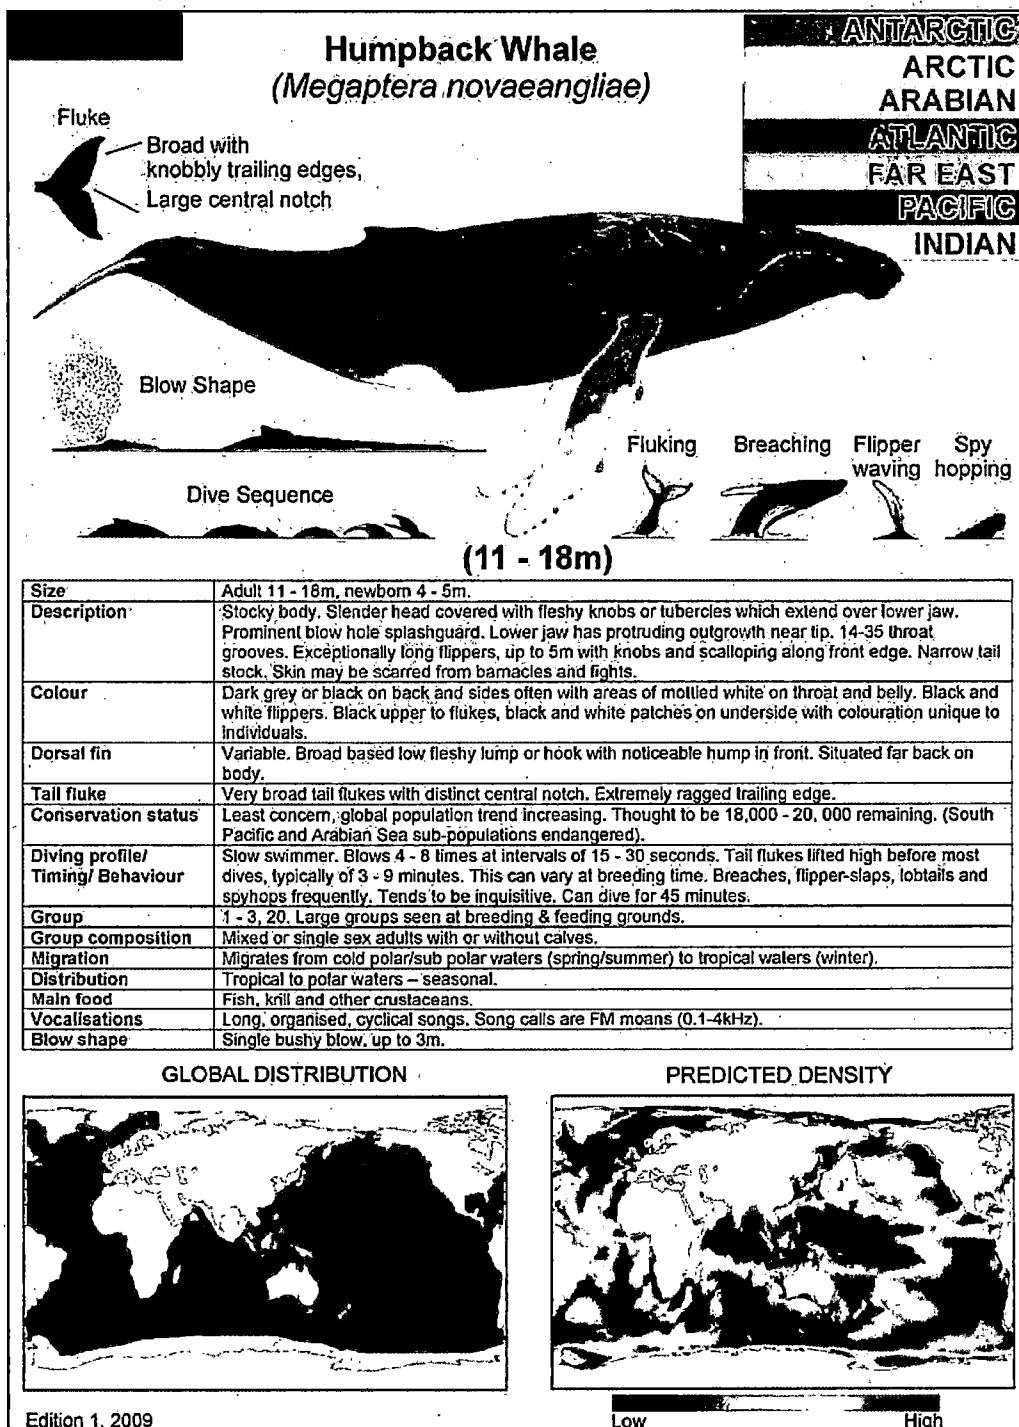 Humpback Whale
(Megaptera novaeangliae)
ANTARCTIC
ARCTIC
ARABIAN
ATLANTIC
FAR EAST
PACIFIC
INDIAN
Fluke
Broad with
knobbly trailing edges,
Large central notch
Blow Shape
Dive Sequence
Fluking
Breaching
Flipper
waving
Spy
hopping
(11 - 18m)
Size Adult 11 - 18m, newborn 4 - 5m.
Description Stocky body. Slender head covered with fleshy knobs or tubercles which extend over lower jaw.
Prominent blow hole splashguard. Lower jaw has protruding outgrowth near tip. 14-35 throat
grooves. Exceptionally long flippers, up to 5m with knobs and scalloping along front edge. Narrow tail
stock. Skin may be scarred from barnacles and fights.
Colour Dark grey or black on back and sides often with areas of mottled white on throat and belly. Black and
white flippers. Black upper to flukes, black and white patches on underside with colouration unique to
individuals.
Dorsal fin Variable. Broad based low fleshy lump or hook with noticeable hump in front. Situated far back on
body.
Tail fluke Very broad tail flukes with distinct central notch. Extremely ragged trailing edge.
Conservation status Least concern, global population trend increasing. Thought to be 18,000 - 20, 000 remaining. (South
Pacific and Arabian Sea sub-populations endangered).
Diving profile/ Slow swimmer. Blows 4 - 8 times at intervals of 15 - 30 seconds. Tail flukes lifted high before most
Timing/ Behaviour dives, typically of 3 - 9 minutes. This can vary at breeding time. Breaches, flipper-slaps, lobtails and
spyhops frequently. Tends to be inquisitive. Can dive for 45 minutes.
Group 1 - 3, 20. Large groups seen at breeding & feeding grounds.
Group composition Mixed or single sex adults with or without calves.
Migration Migrates from cold polar/sub polar waters (spring/summer) to tropical waters (winter).
Distribution Tropical to polar waters – seasonal.
Main food Fish, krill and other crustaceans.
Vocalisations Long, organised, cyclical songs. Song calls are FM moans (0.1-4kHz).
Blow shape Single bushy blow, up to 3m.
GLOBAL DISTRIBUTION
PREDICTED DENSITY
Edition 1, 2009
Low High